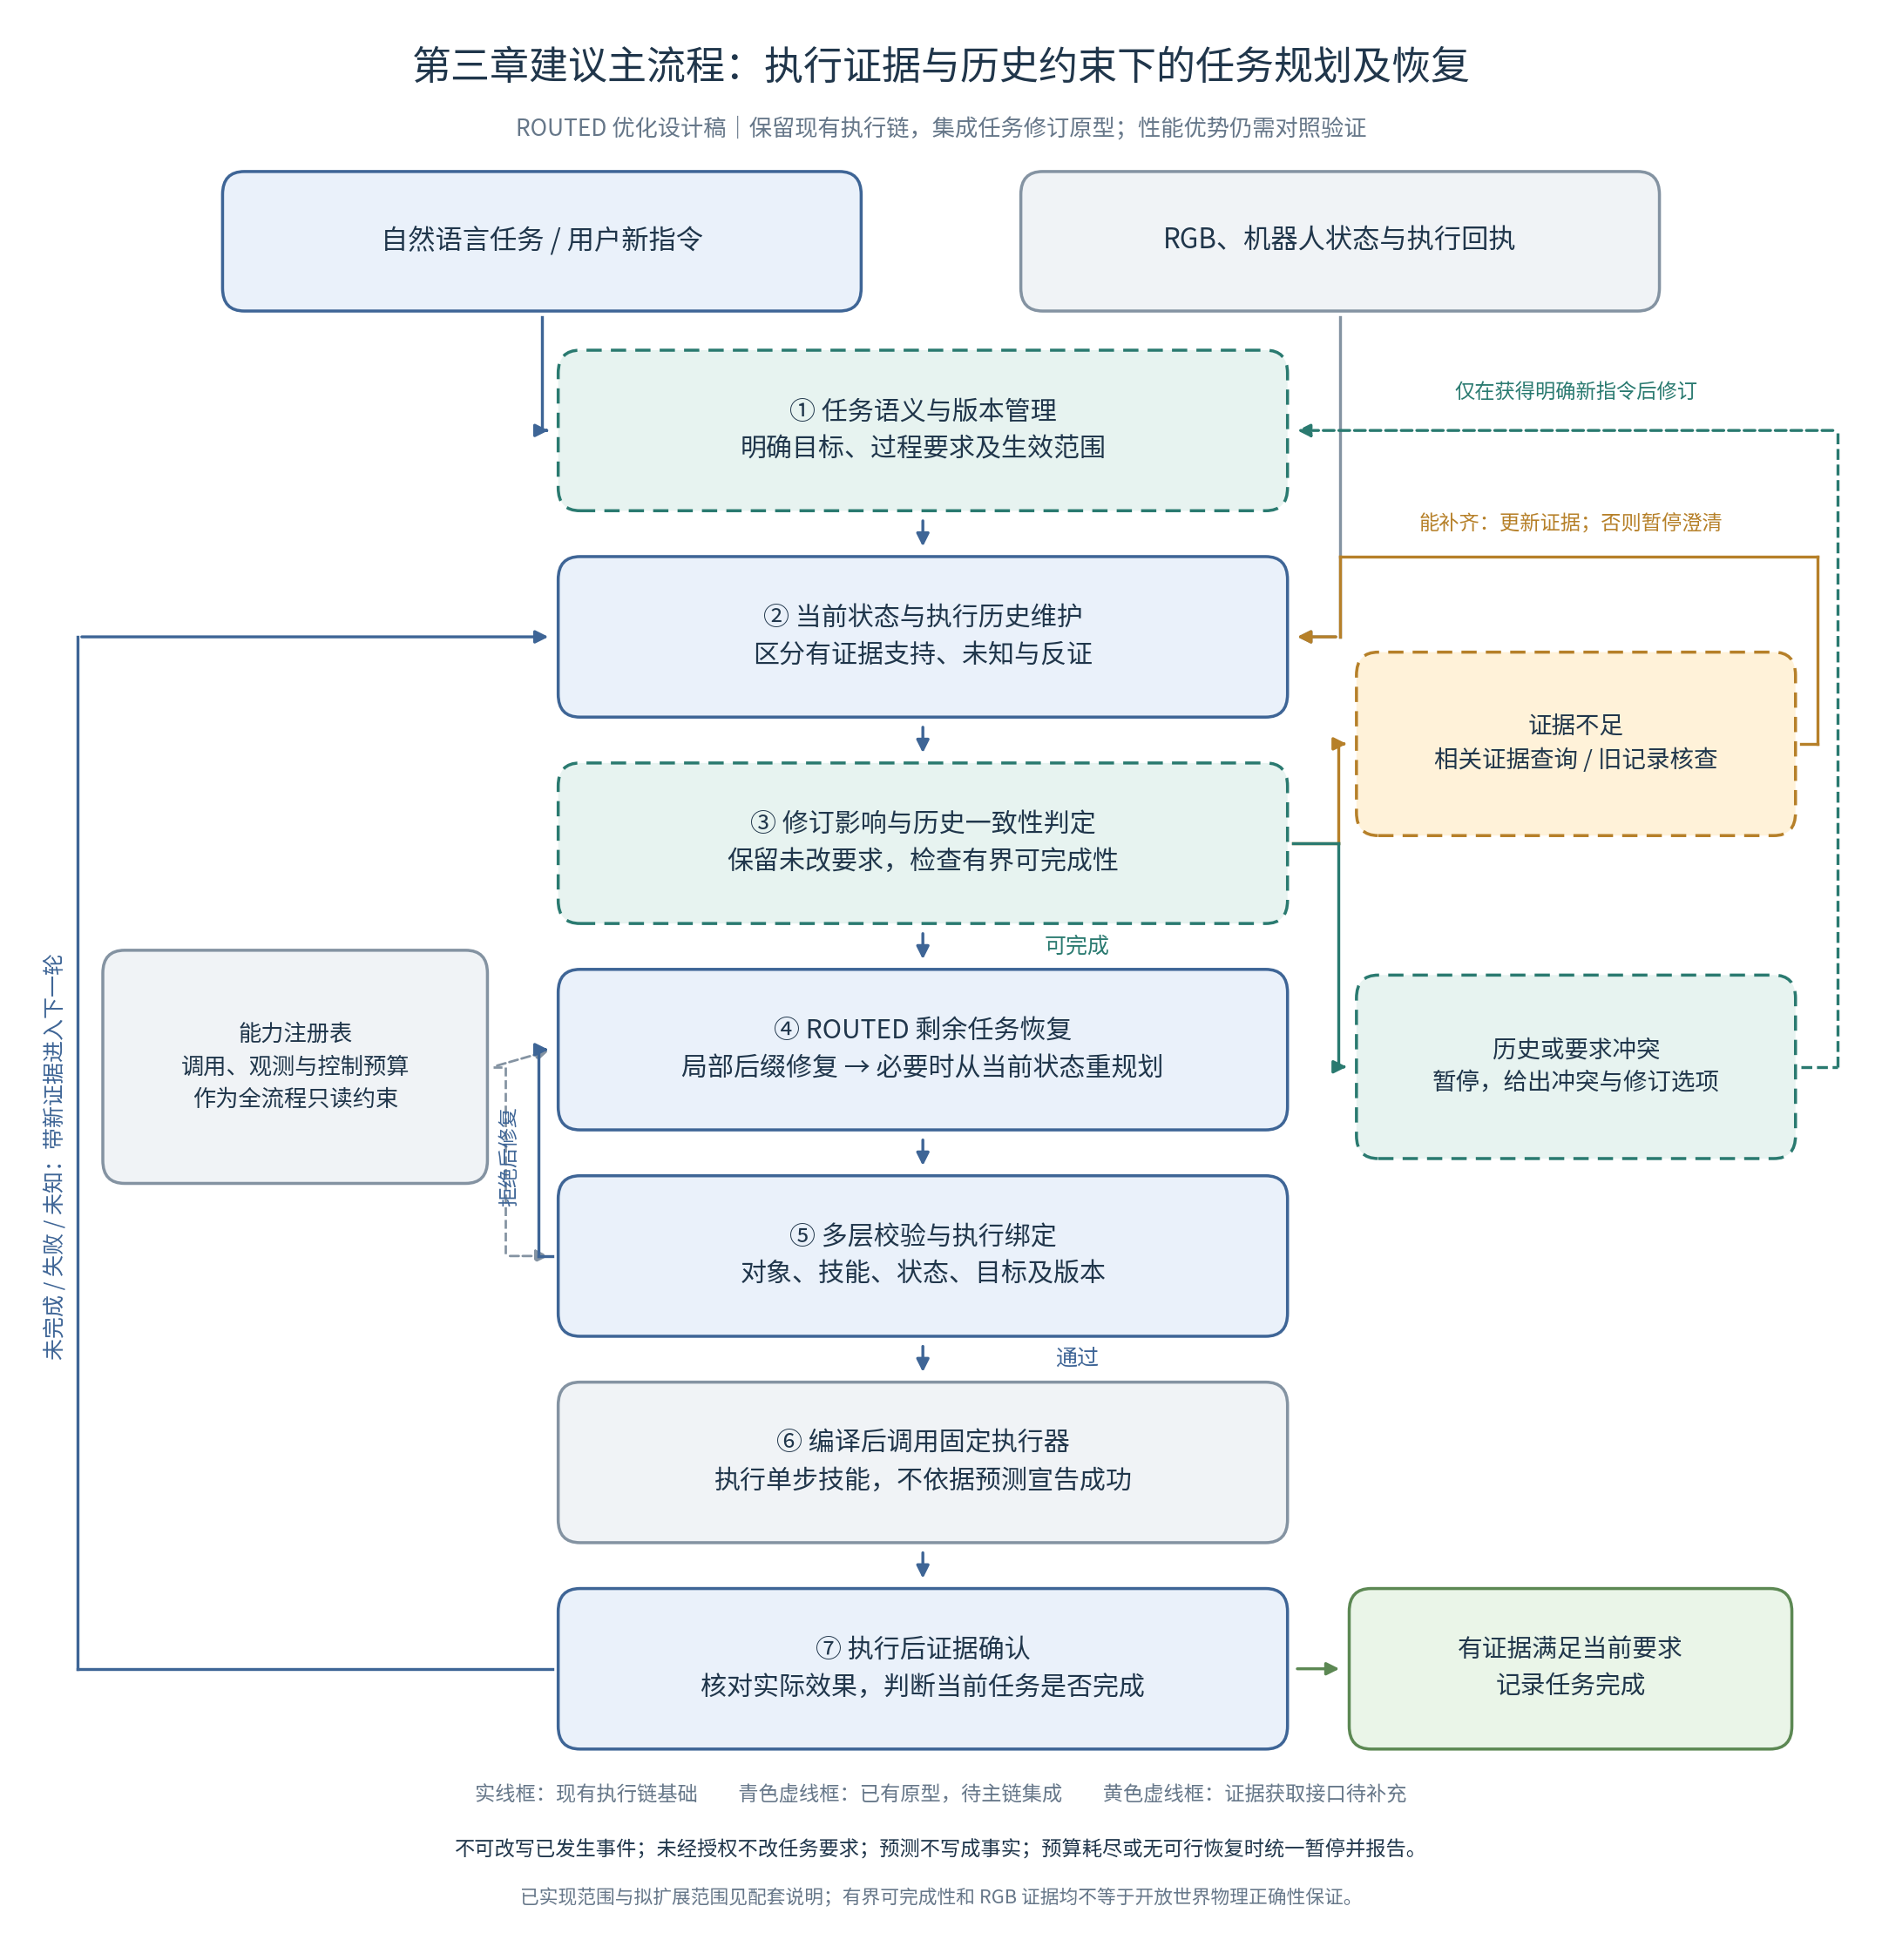 第三章建议主流程：执行证据与历史约束下的任务规划及恢复
ROUTED 优化设计稿｜保留现有执行链，集成任务修订原型；性能优势仍需对照验证
自然语言任务 / 用户新指令
RGB、机器人状态与执行回执
① 任务语义与版本管理
明确目标、过程要求及生效范围
仅在获得明确新指令后修订
能补齐：更新证据；否则暂停澄清
② 当前状态与执行历史维护
区分有证据支持、未知与反证
证据不足
相关证据查询 / 旧记录核查
③ 修订影响与历史一致性判定
保留未改要求，检查有界可完成性
可完成
能力注册表
调用、观测与控制预算
作为全流程只读约束
④ ROUTED 剩余任务恢复
局部后缀修复 → 必要时从当前状态重规划
历史或要求冲突
暂停，给出冲突与修订选项
拒绝后修复
未完成 / 失败 / 未知：带新证据进入下一轮
⑤ 多层校验与执行绑定
对象、技能、状态、目标及版本
通过
⑥ 编译后调用固定执行器
执行单步技能，不依据预测宣告成功
⑦ 执行后证据确认
核对实际效果，判断当前任务是否完成
有证据满足当前要求
记录任务完成
实线框：现有执行链基础　　青色虚线框：已有原型，待主链集成　　黄色虚线框：证据获取接口待补充
不可改写已发生事件；未经授权不改任务要求；预测不写成事实；预算耗尽或无可行恢复时统一暂停并报告。
已实现范围与拟扩展范围见配套说明；有界可完成性和 RGB 证据均不等于开放世界物理正确性保证。